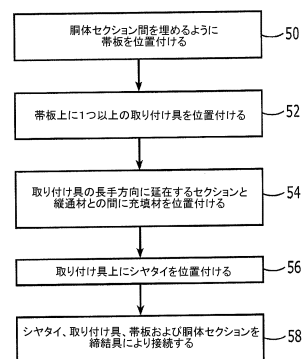 胴体セクション間を埋めるように
帯板を位置付ける
50
帯板上に1つ以上の取り付け具を位置付ける
52
取り付け具の長手方向に延在するセクションと
縦通材との間に充填材を位置付ける
54
取り付け具上にシヤタイを位置付ける
56
シヤタイ、取り付け具、帯板および胴体セクションを
締結具により接続する
58